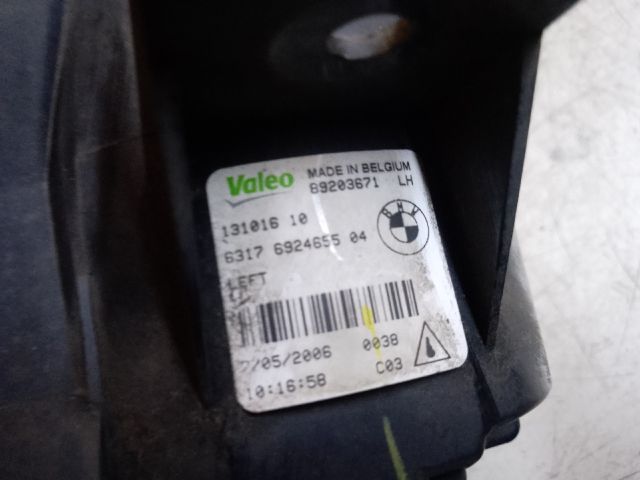 Valeo MADE IN BELGIUM
89203671 LH
131016 10
BMW
6317 6924655 04
LEFT
/05/2006 0038
10:16:58 C03